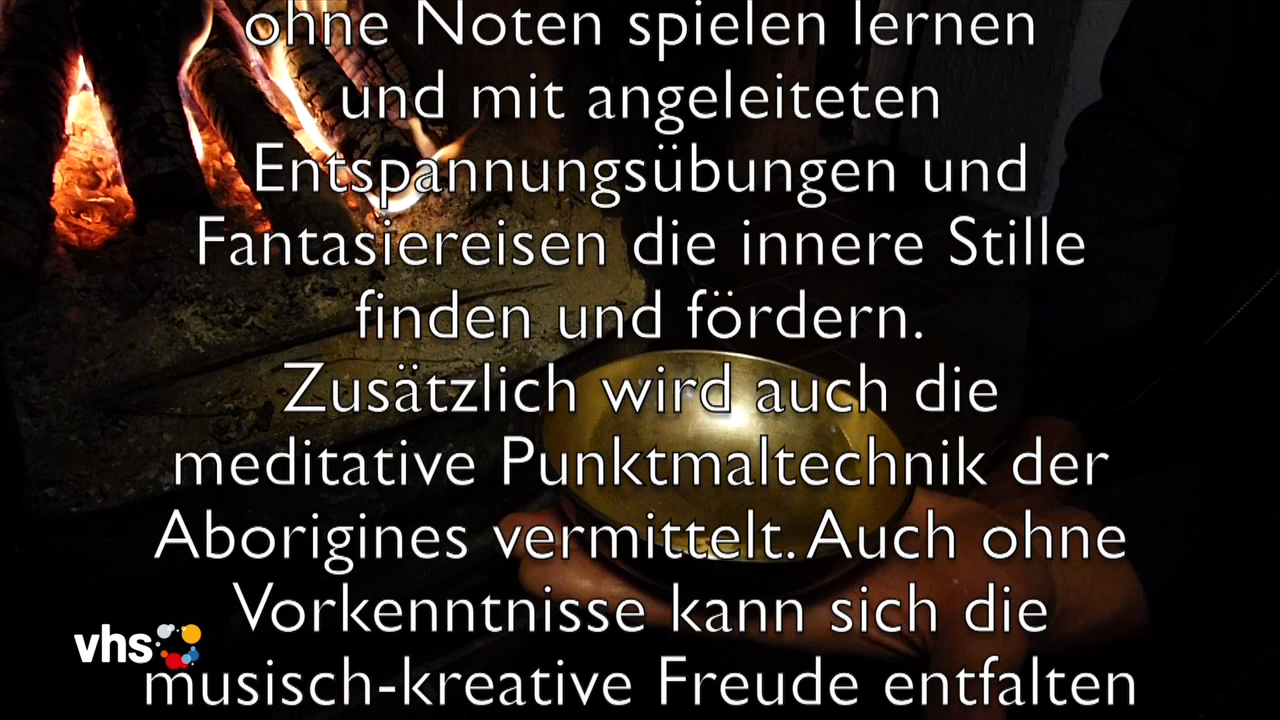 ohne Noten spielen lernen
und mit angeleiteten
Entspannungsübungen und
Fantasiereisen die innere Stille
finden und fördern.
Zusätzlich wird auch die
meditative Punktmaltechnik der
Aborigines vermittelt. Auch ohne
Vorkenntnisse kann sich die
vhs
musisch-kreative Freude entfalten